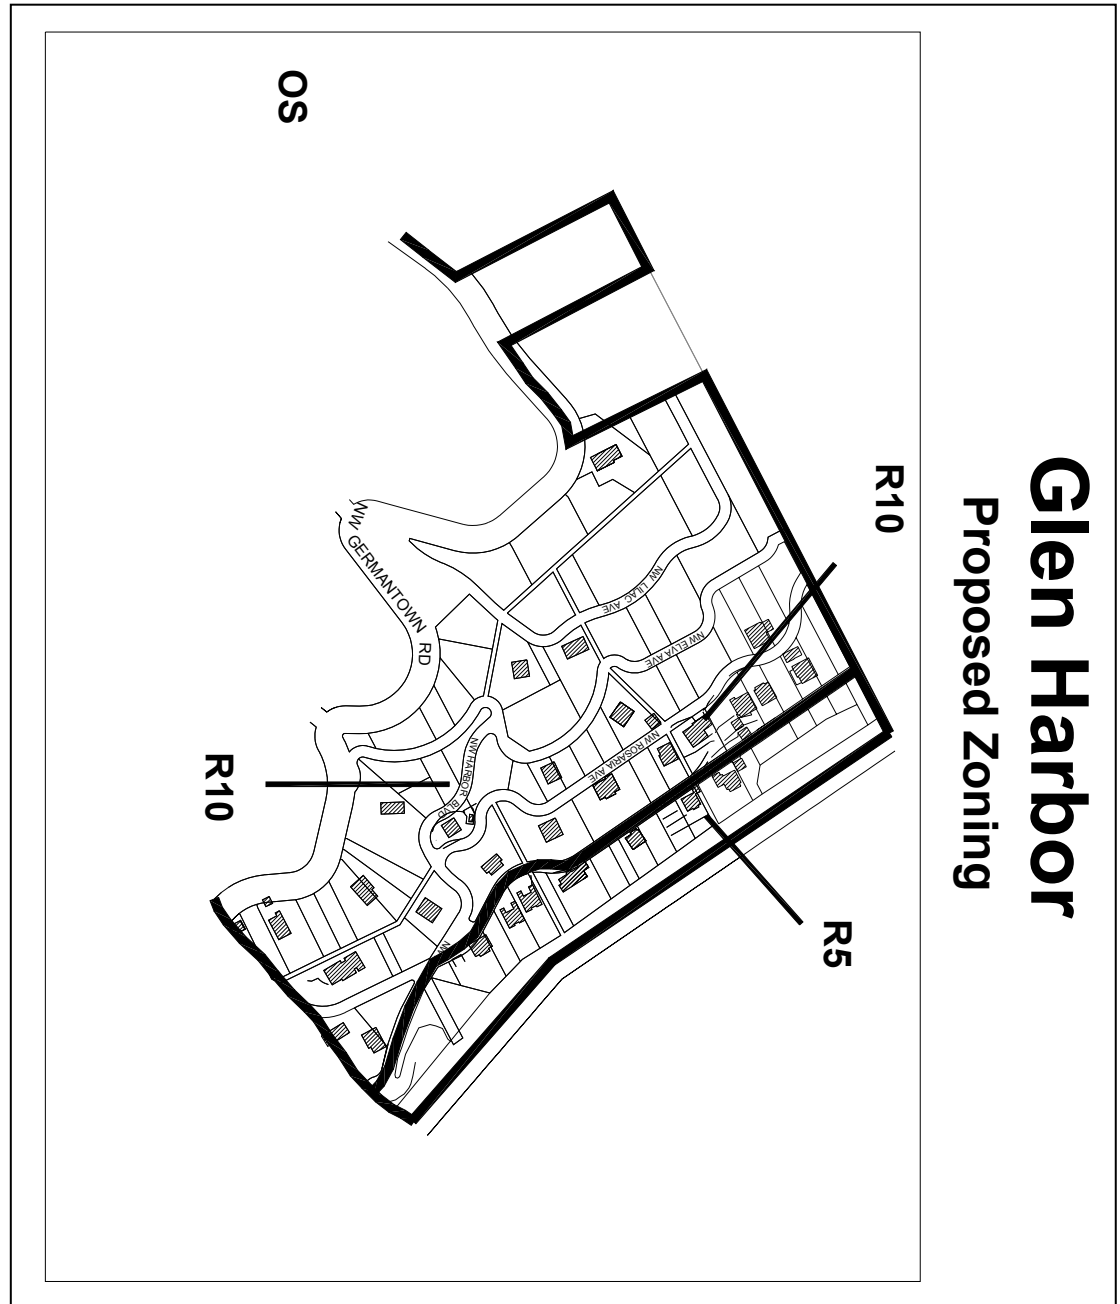 Glen Harbor
Proposed Zoning
OS
R10
R5
R10
NW GERMANTOWN RD
NW LILAC AVE
NW ELVA AVE
NW ROSARIA AVE
NW HARBOR BLVD
NW